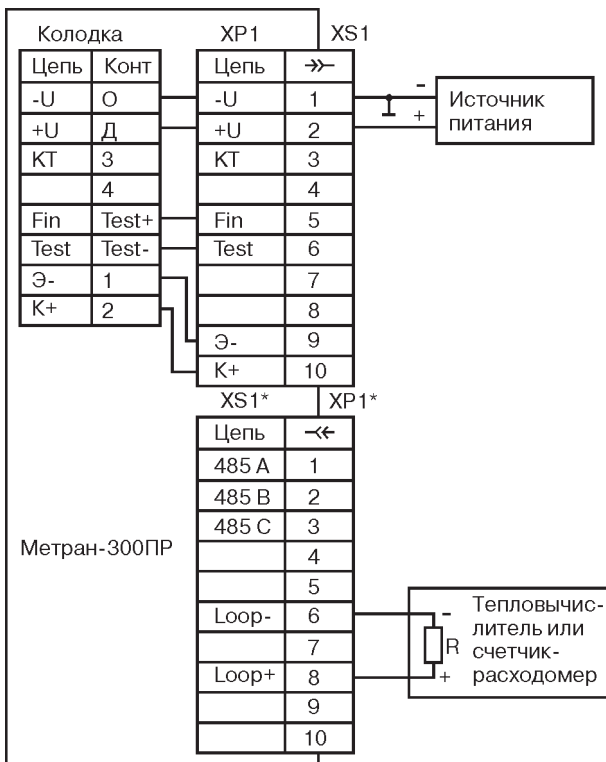 Колодка XP1 XS1
Цепь Конт Цепь
-U О -U 1 - Источник
+U Д +U 2 + питания
КТ 3 КТ 3
4 4
Fin Test+ Fin 5
Test Test- Test 6
Э- 1 7
К+ 2 8
Э- 9
К+ 10
XS1* XP1*
Цепь
485 А 1
485 В 2
485 С 3
Метран-300ПР 4
5
Loop- 6 - Тепловычис-
7 R литель или
счетчик-
Loop+ 8 + расходомер
9
10